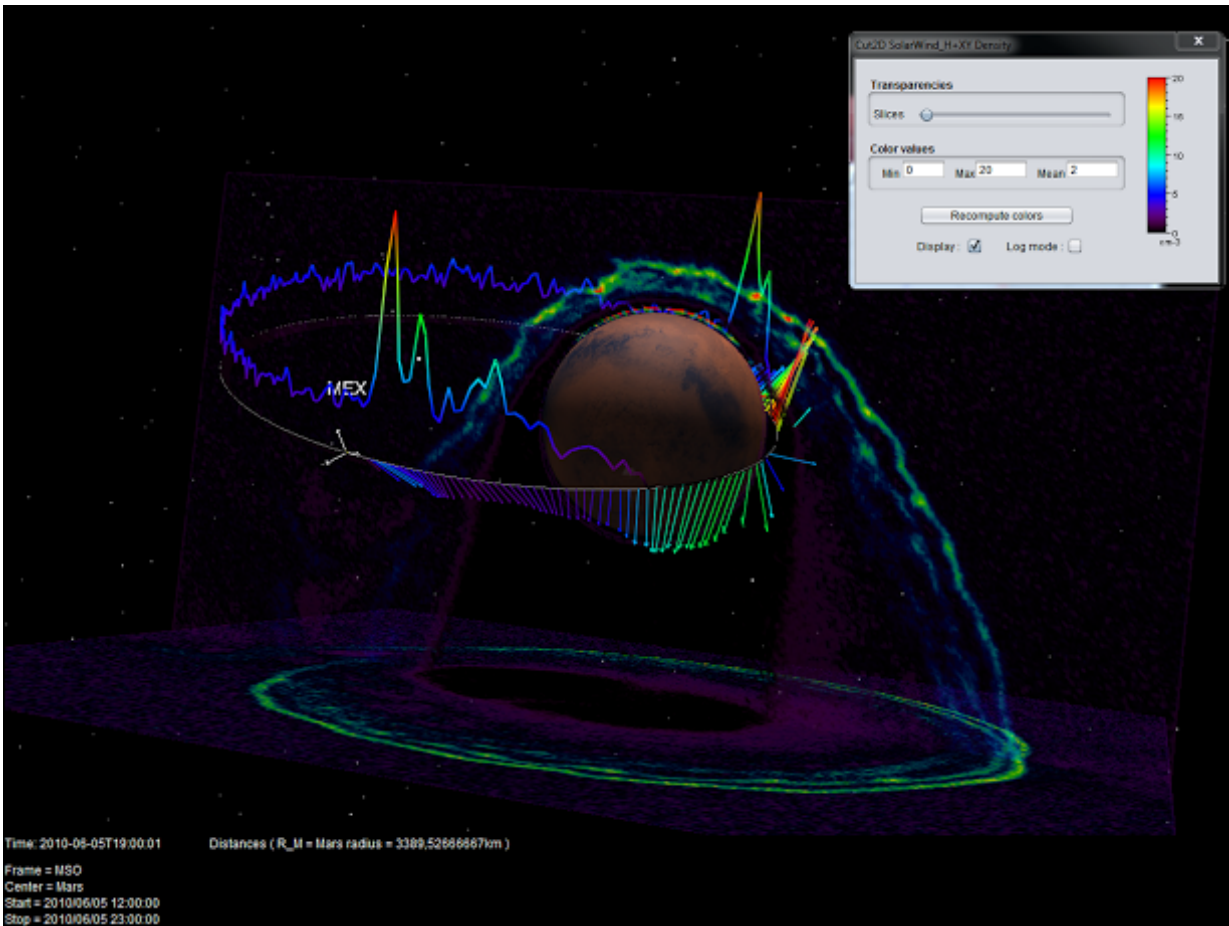 Cut2D SolarWind_H+XY Density
x
Transparencies
Slices
Color values
Min 0 Max 20 Mean 2
Recompute colors
Display : Log mode :
20
15
10
5
0
cm-3
MEX
Time: 2010-06-05T19:00:01 Distances ( R_M = Mars radius = 3389,52666667km )
Frame = MSO
Center = Mars
Start = 2010/06/05 12:00:00
Stop = 2010/06/05 23:00:00